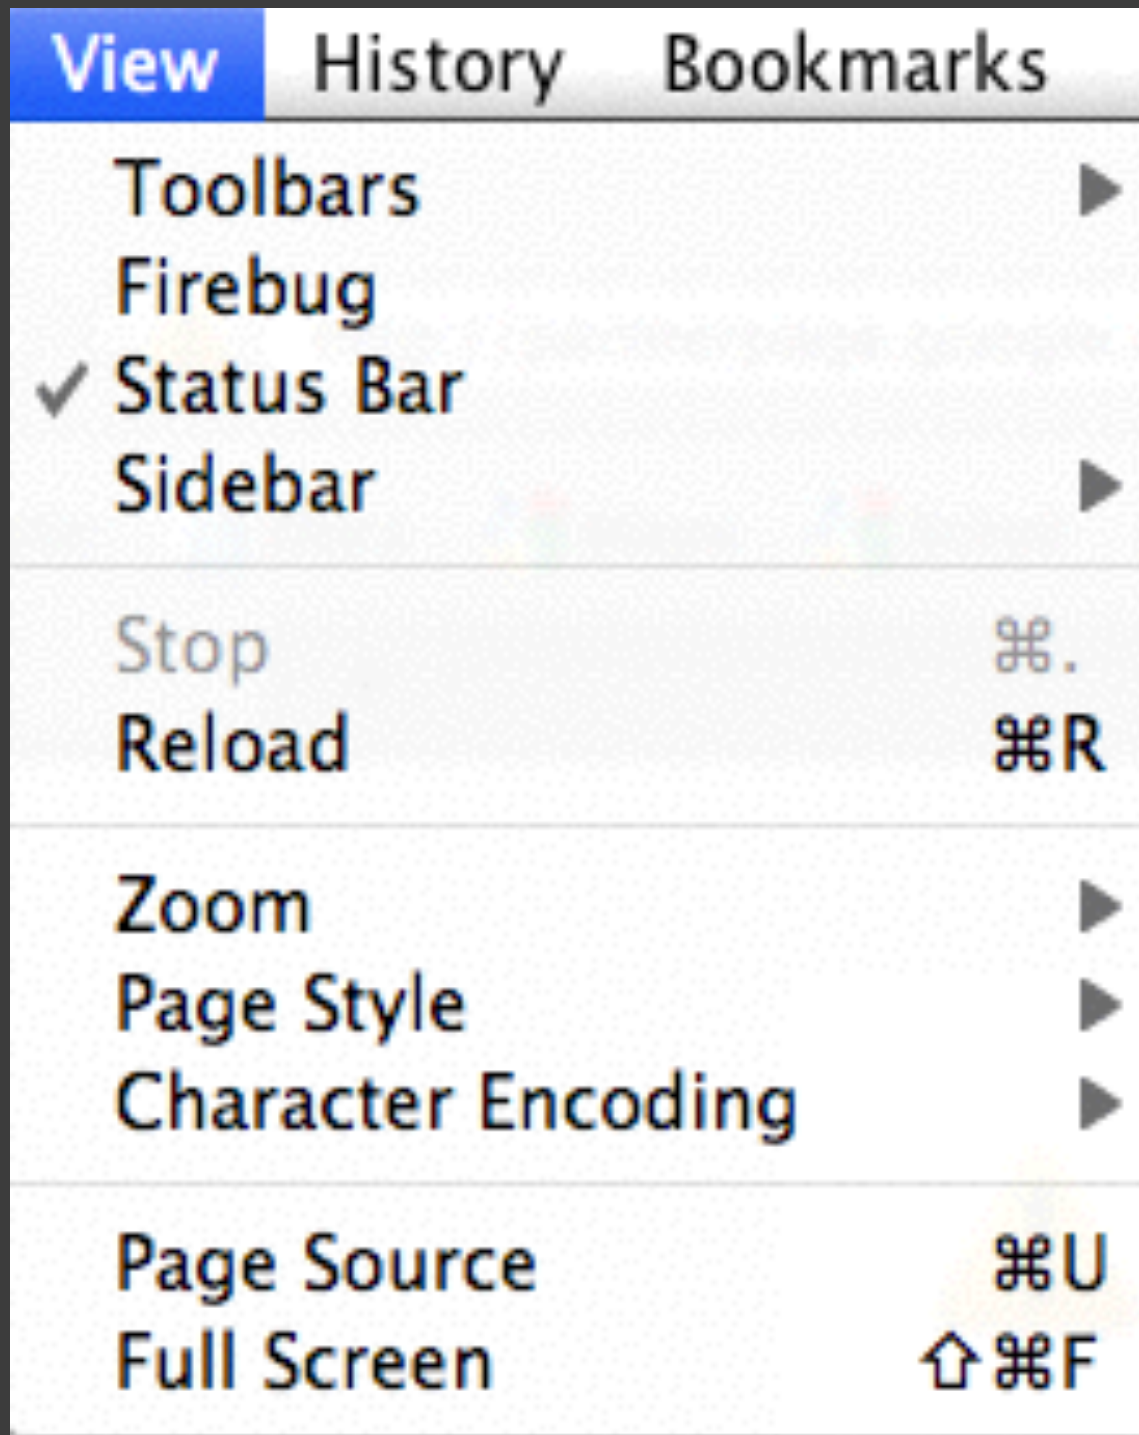 View History Bookmarks
Toolbars ▶
Firebug
✓ Status Bar
Sidebar ▶
Stop ⌘.
Reload ⌘R
Zoom ▶
Page Style ▶
Character Encoding ▶
Page Source ⌘U
Full Screen ⇧⌘F